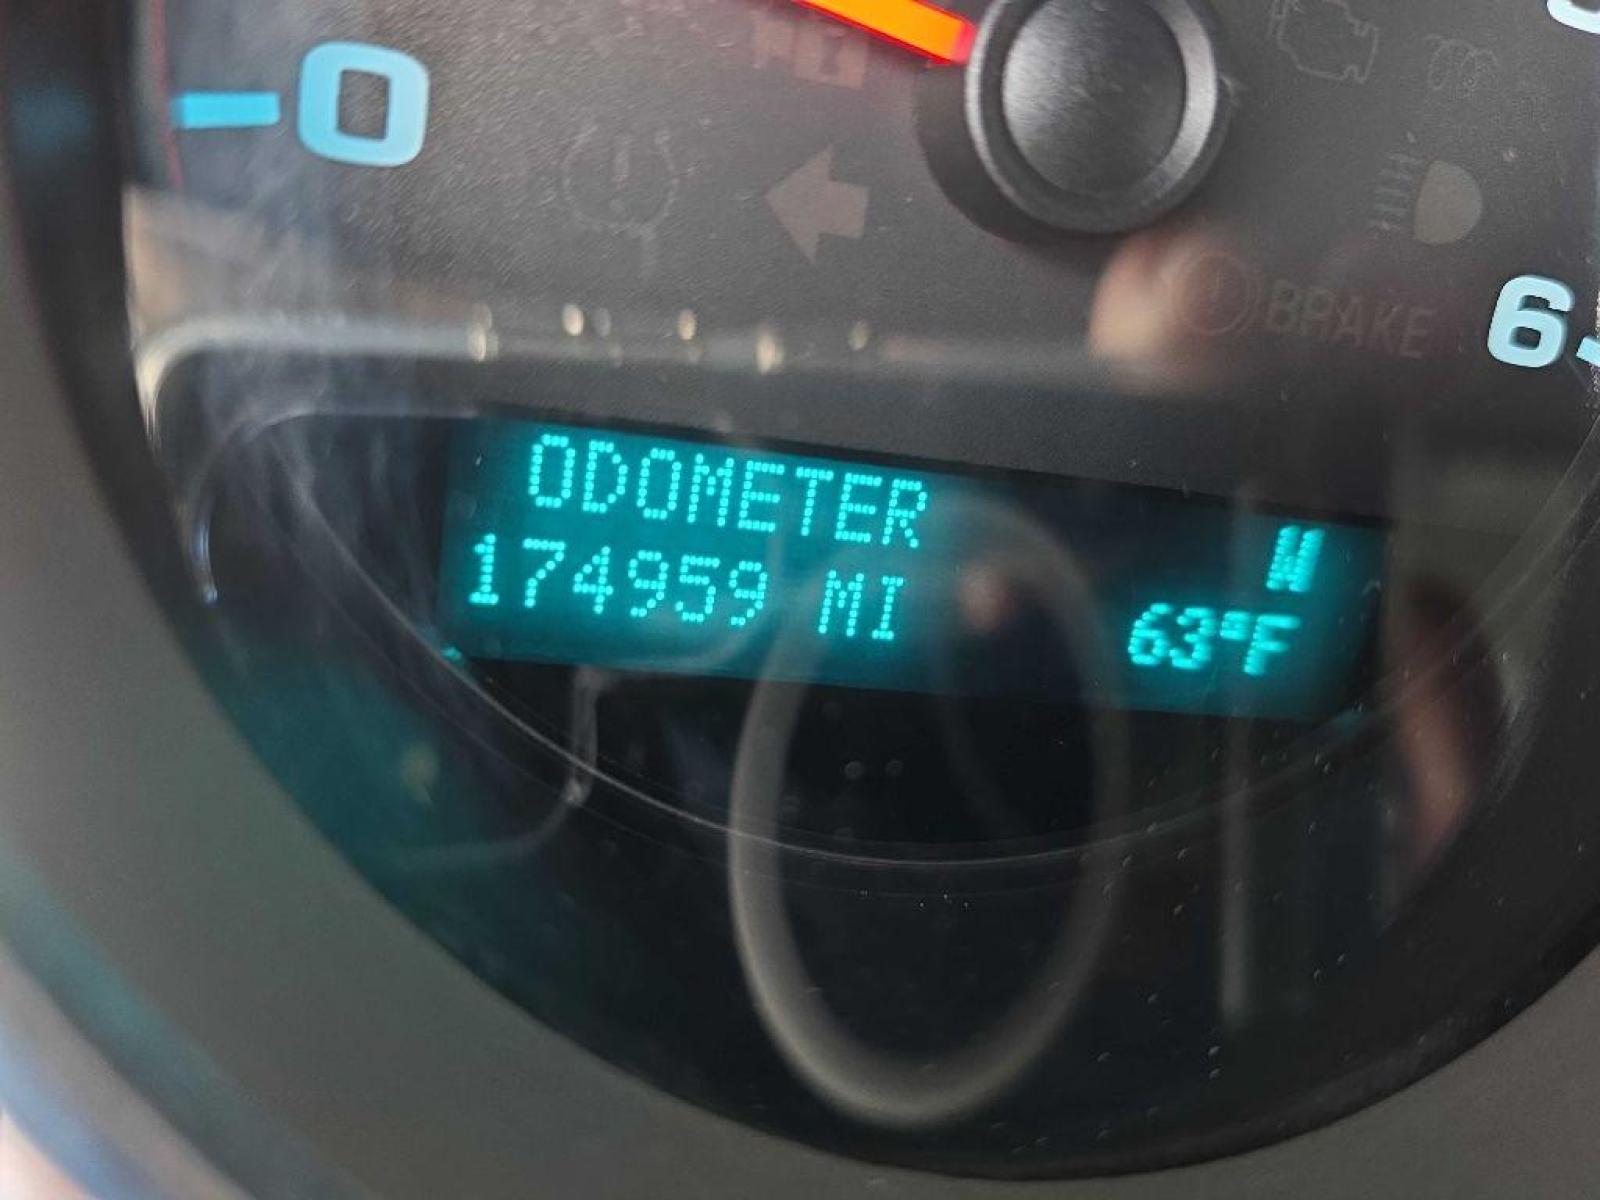 0
BRAKE
6
ODOMETER
W
174959 MI
63°F